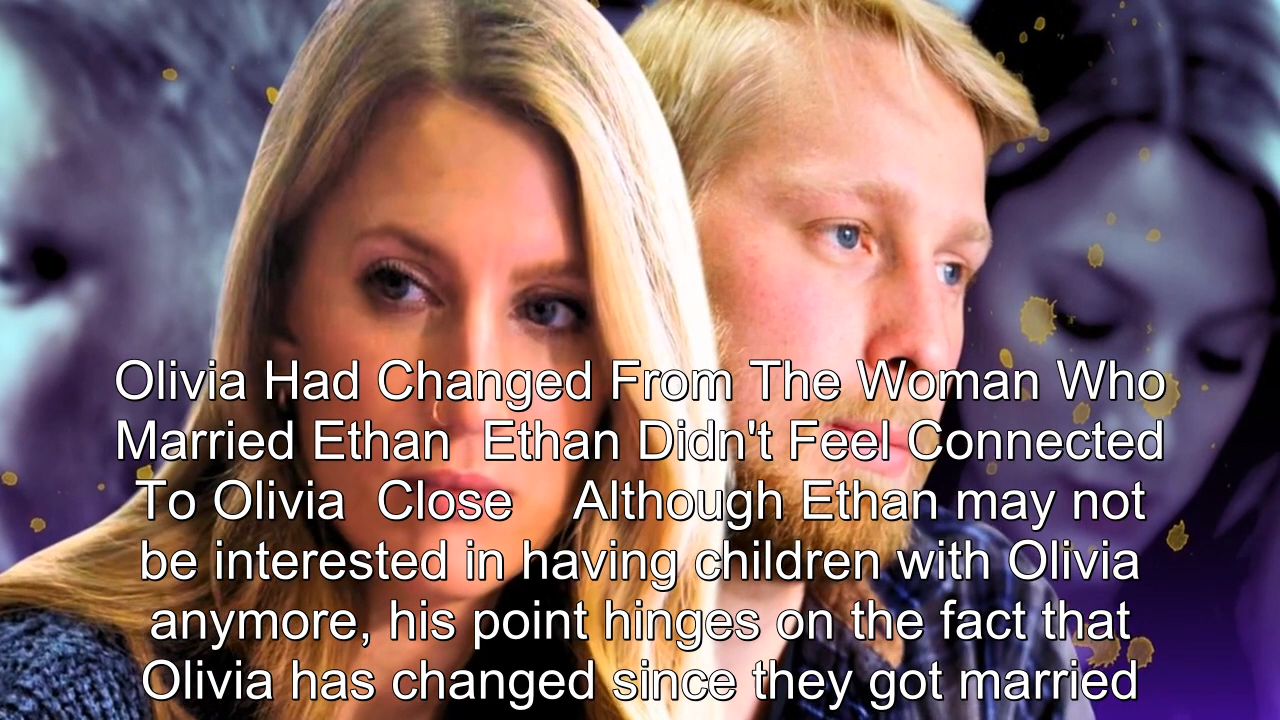 Olivia Had Changed From The Woman Who
Married Ethan  Ethan Didn't Feel Connected
To Olivia  Close    Although Ethan may not
be interested in having children with Olivia
anymore, his point hinges on the fact that
Olivia has changed since they got married